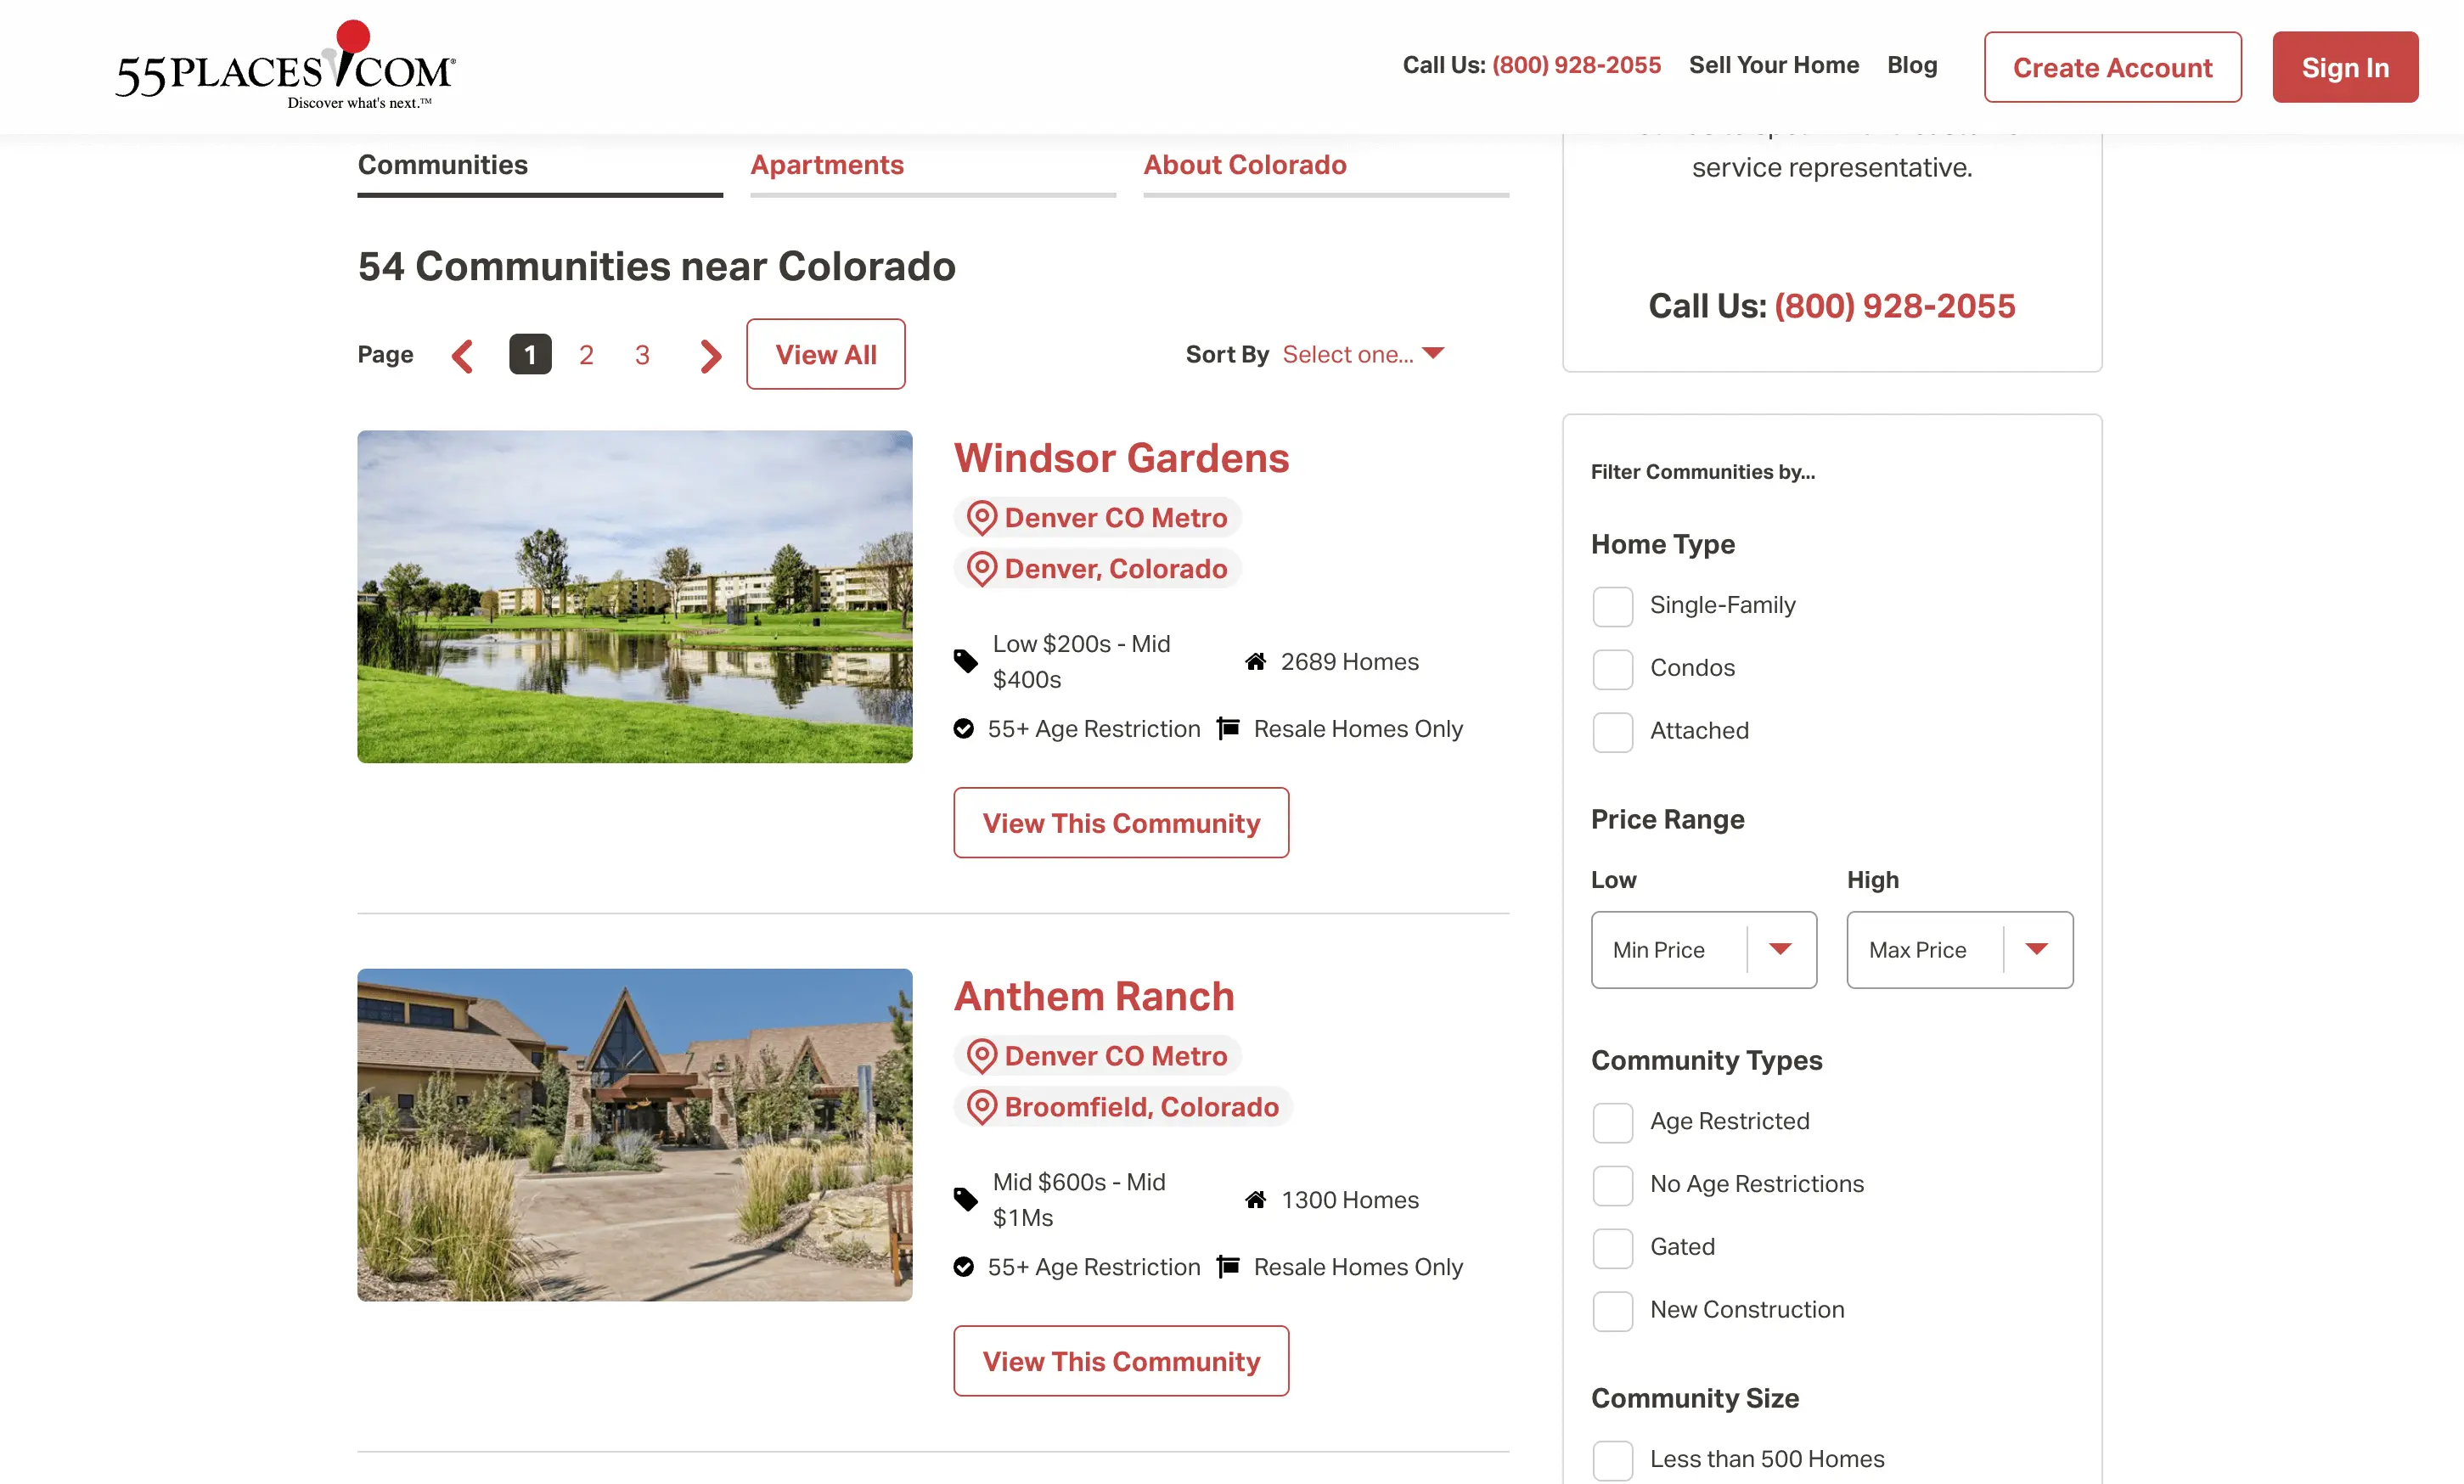 55PLACES.COM®
Discover what's next.™
Call Us: (800) 928-2055
Sell Your Home
Blog
Create Account
Sign In
Communities
Apartments
About Colorado
54 Communities near Colorado
Page
1
2
3
View All
Sort By Select one...
Windsor Gardens
Denver CO Metro
Denver, Colorado
Low $200s - Mid
$400s
2689 Homes
55+ Age Restriction
Resale Homes Only
View This Community
Anthem Ranch
Denver CO Metro
Broomfield, Colorado
Mid $600s - Mid
$1Ms
1300 Homes
55+ Age Restriction
Resale Homes Only
View This Community
service representative.
Call Us: (800) 928-2055
Filter Communities by...
Home Type
Single-Family
Condos
Attached
Price Range
Low
High
Min Price
Max Price
Community Types
Age Restricted
No Age Restrictions
Gated
New Construction
Community Size
Less than 500 Homes